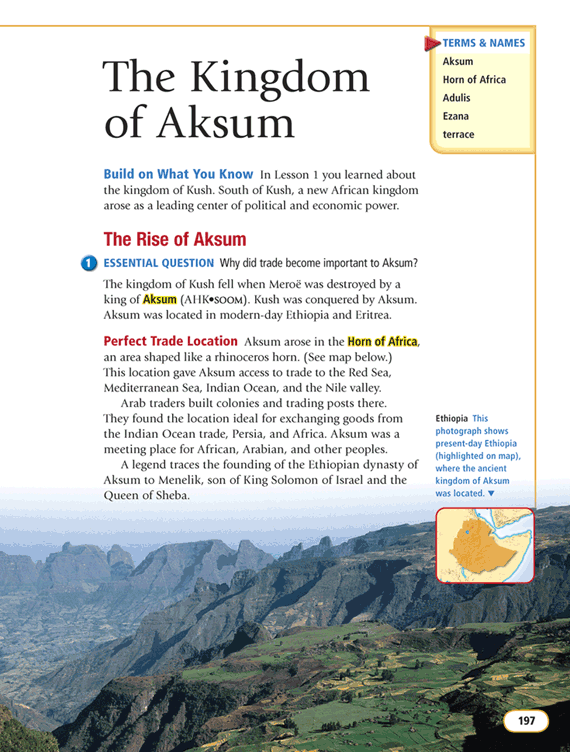 TERMS & NAMES
Aksum
Horn of Africa
Adulis
Ezana
terrace
The Kingdom
of Aksum
Build on What You Know In Lesson 1 you learned about
the kingdom of Kush. South of Kush, a new African kingdom
arose as a leading center of political and economic power.
The Rise of Aksum
1 ESSENTIAL QUESTION Why did trade become important to Aksum?
The kingdom of Kush fell when Meroë was destroyed by a
king of Aksum (AHK•SOOM). Kush was conquered by Aksum.
Aksum was located in modern-day Ethiopia and Eritrea.
Perfect Trade Location Aksum arose in the Horn of Africa,
an area shaped like a rhinoceros horn. (See map below.)
This location gave Aksum access to trade to the Red Sea,
Mediterranean Sea, Indian Ocean, and the Nile valley.
Arab traders built colonies and trading posts there.
They found the location ideal for exchanging goods from
the Indian Ocean trade, Persia, and Africa. Aksum was a
meeting place for African, Arabian, and other peoples.
A legend traces the founding of the Ethiopian dynasty of
Aksum to Menelik, son of King Solomon of Israel and the
Queen of Sheba.
Ethiopia This
photograph shows
present-day Ethiopia
(highlighted on map),
where the ancient
kingdom of Aksum
was located. ▼
197